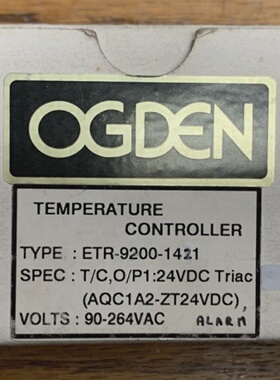 OGDEN
TEMPERATURE
CONTROLLER
TYPE : ETR-9200-1421
SPEC : T/C,O/P1:24VDC Triac
(AQC1A2-ZT24VDC),
VOLTS : 90-264VAC ALARM